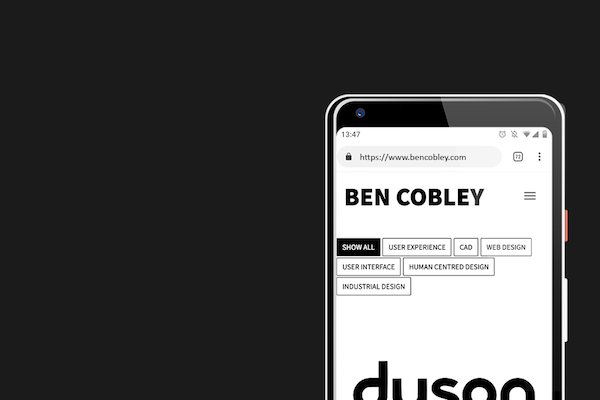 13:47
https://www.bencobley.com
72
BEN COBLEY
SHOW ALL USER EXPERIENCE CAD WEB DESIGN
USER INTERFACE HUMAN CENTRED DESIGN
INDUSTRIAL DESIGN
dyson